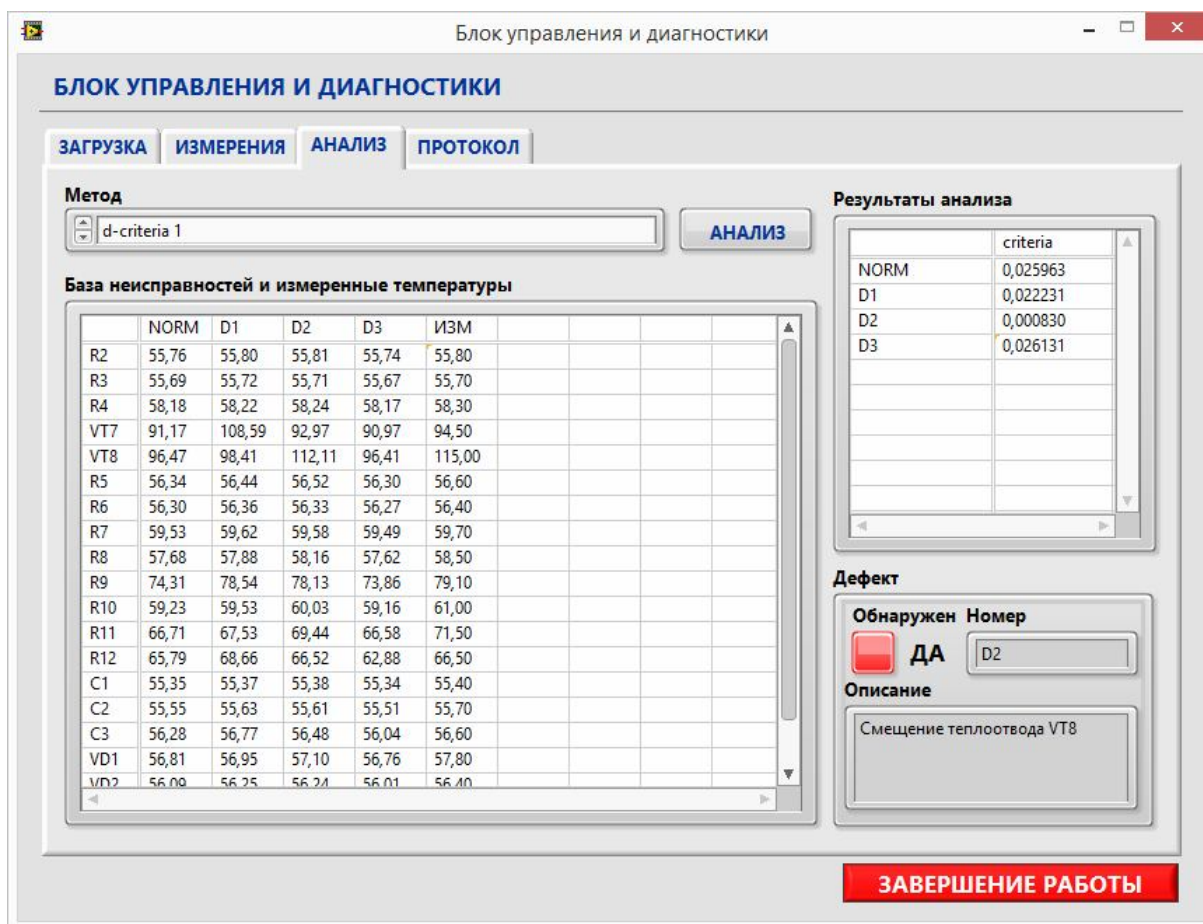 Блок управления и диагностики
БЛОК УПРАВЛЕНИЯ И ДИАГНОСТИКИ
ЗАГРУЗКА ИЗМЕРЕНИЯ АНАЛИЗ ПРОТОКОЛ
Метод
d-criteria 1
АНАЛИЗ
База неисправностей и измеренные температуры
NORM D1 D2 D3 ИЗМ
R2 55,76 55,80 55,81 55,74 55,80
R3 55,69 55,72 55,71 55,67 55,70
R4 58,18 58,22 58,24 58,17 58,30
VT7 91,17 108,59 92,97 90,97 94,50
VT8 96,47 98,41 112,11 96,41 115,00
R5 56,34 56,44 56,52 56,30 56,60
R6 56,30 56,36 56,33 56,27 56,40
R7 59,53 59,62 59,58 59,49 59,70
R8 57,68 57,88 58,16 57,62 58,50
R9 74,31 78,54 78,13 73,86 79,10
R10 59,23 59,53 60,03 59,16 61,00
R11 66,71 67,53 69,44 66,58 71,50
R12 65,79 68,66 66,52 62,88 66,50
C1 55,35 55,37 55,38 55,34 55,40
C2 55,55 55,63 55,61 55,51 55,70
C3 56,28 56,77 56,48 56,04 56,60
VD1 56,81 56,95 57,10 56,76 57,80
VD2 56,09 56,25 56,24 56,01 56,40
Результаты анализа
criteria
NORM 0,025963
D1 0,022231
D2 0,000830
D3 0,026131
Дефект
Обнаружен Номер
ДА D2
Описание
Смещение теплоотвода VT8
ЗАВЕРШЕНИЕ РАБОТЫ